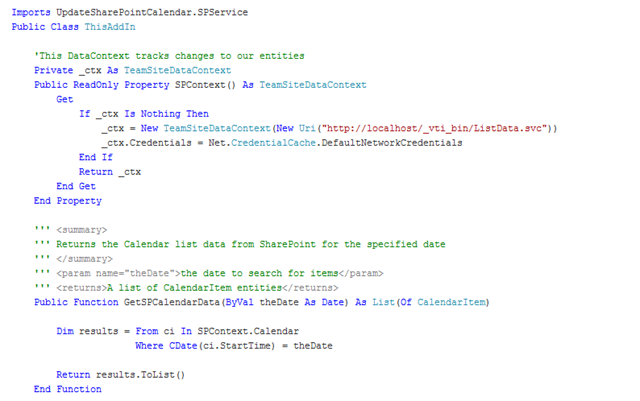 Imports UpdateSharePointCalendar.SPService
Public Class ThisAddIn
'This DataContext tracks changes to our entities
Private _ctx As TeamSiteDataContext
Public ReadOnly Property SPContext() As TeamSiteDataContext
Get
If _ctx Is Nothing Then
_ctx = New TeamSiteDataContext(New Uri("http://localhost/_vti_bin/ListData.svc"))
_ctx.Credentials = Net.CredentialCache.DefaultNetworkCredentials
End If
Return _ctx
End Get
End Property
''' <summary>
''' Returns the Calendar list data from SharePoint for the specified date
''' </summary>
''' <param name="theDate">the date to search for items</param>
''' <returns>A list of CalendarItem entities</returns>
Public Function GetSPCalendarData(ByVal theDate As Date) As List(Of CalendarItem)
Dim results = From ci In SPContext.Calendar
Where CDate(ci.StartTime) = theDate
Return results.ToList()
End Function